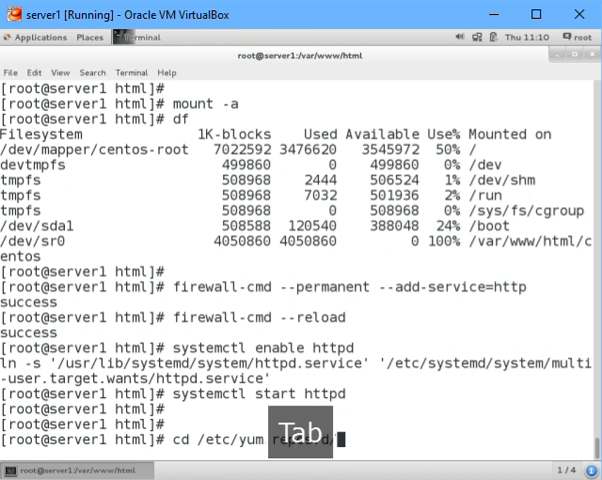 server1 [Running] - Oracle VM VirtualBox
Applications Places Terminal Thu 11:10 root
root@server1:/var/www/html
File Edit View Search Terminal Help
[root@server1 html]#
[root@server1 html]# mount -a
[root@server1 html]# df
Filesystem 1K-blocks Used Available Use% Mounted on
/dev/mapper/centos-root 7022592 3476620 3545972 50% /
devtmpfs 499860 0 499860 0% /dev
tmpfs 508968 2444 506524 1% /dev/shm
tmpfs 508968 7032 501936 2% /run
tmpfs 508968 0 508968 0% /sys/fs/cgroup
/dev/sda1 508588 120540 388048 24% /boot
/dev/sr0 4050860 4050860 0 100% /var/www/html/c
entos
[root@server1 html]#
[root@server1 html]# firewall-cmd --permanent --add-service=http
success
[root@server1 html]# firewall-cmd --reload
success
[root@server1 html]# systemctl enable httpd
ln -s '/usr/lib/systemd/system/httpd.service' '/etc/systemd/system/multi
-user.target.wants/httpd.service'
[root@server1 html]# systemctl start httpd
[root@server1 html]#
[root@server1 html]#
[root@server1 html]# cd /etc/yum.repos.d/
Tab
root@server1:/var/www/html 1 / 4 1